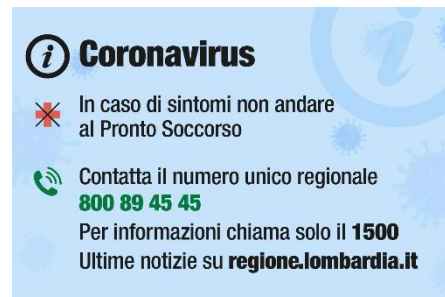 i Coronavirus
In caso di sintomi non andare
al Pronto Soccorso
Contatta il numero unico regionale
800 89 45 45
Per informazioni chiama solo il 1500
Ultime notizie su regione.lombardia.it